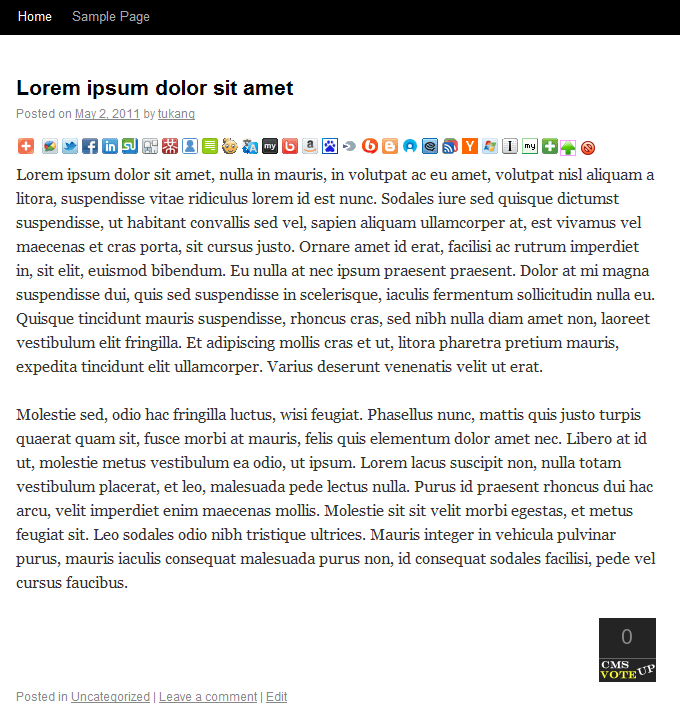 Home Sample Page
Lorem ipsum dolor sit amet
Posted on May 2, 2011 by tukang
Lorem ipsum dolor sit amet, nulla in mauris, in volutpat ac eu amet, volutpat nisl aliquam a
litora, suspendisse vitae ridiculus lorem id est nunc. Sodales iure sed quisque dictumst
suspendisse, ut habitant convallis sed vel, sapien aliquam ullamcorper at, est vivamus vel
maecenas et cras porta, sit cursus justo. Ornare amet id erat, facilisi ac rutrum imperdiet
in, sit elit, euismod bibendum. Eu nulla at nec ipsum praesent praesent. Dolor at mi magna
suspendisse dui, quis sed suspendisse in scelerisque, iaculis fermentum sollicitudin nulla eu.
Quisque tincidunt mauris suspendisse, rhoncus cras, sed nibh nulla diam amet non, laoreet
vestibulum elit fringilla. Et adipiscing mollis cras et ut, litora pharetra pretium mauris,
expedita tincidunt elit ullamcorper. Varius deserunt venenatis velit ut erat.
Molestie sed, odio hac fringilla luctus, wisi feugiat. Phasellus nunc, mattis quis justo turpis
quaerat quam sit, fusce morbi at mauris, felis quis elementum dolor amet nec. Libero at id
ut, molestie metus vestibulum ea odio, ut ipsum. Lorem lacus suscipit non, nulla totam
vestibulum placerat, et leo, malesuada pede lectus nulla. Purus id praesent rhoncus dui hac
arcu, velit imperdiet enim maecenas mollis. Molestie sit sit velit morbi egestas, et metus
feugiat sit. Leo sodales odio nibh tristique ultrices. Mauris integer in vehicula pulvinar
purus, mauris iaculis consequat malesuada purus non, id consequat sodales facilisi, pede vel
cursus faucibus.
0
CMS
VOTE UP
Posted in Uncategorized | Leave a comment | Edit